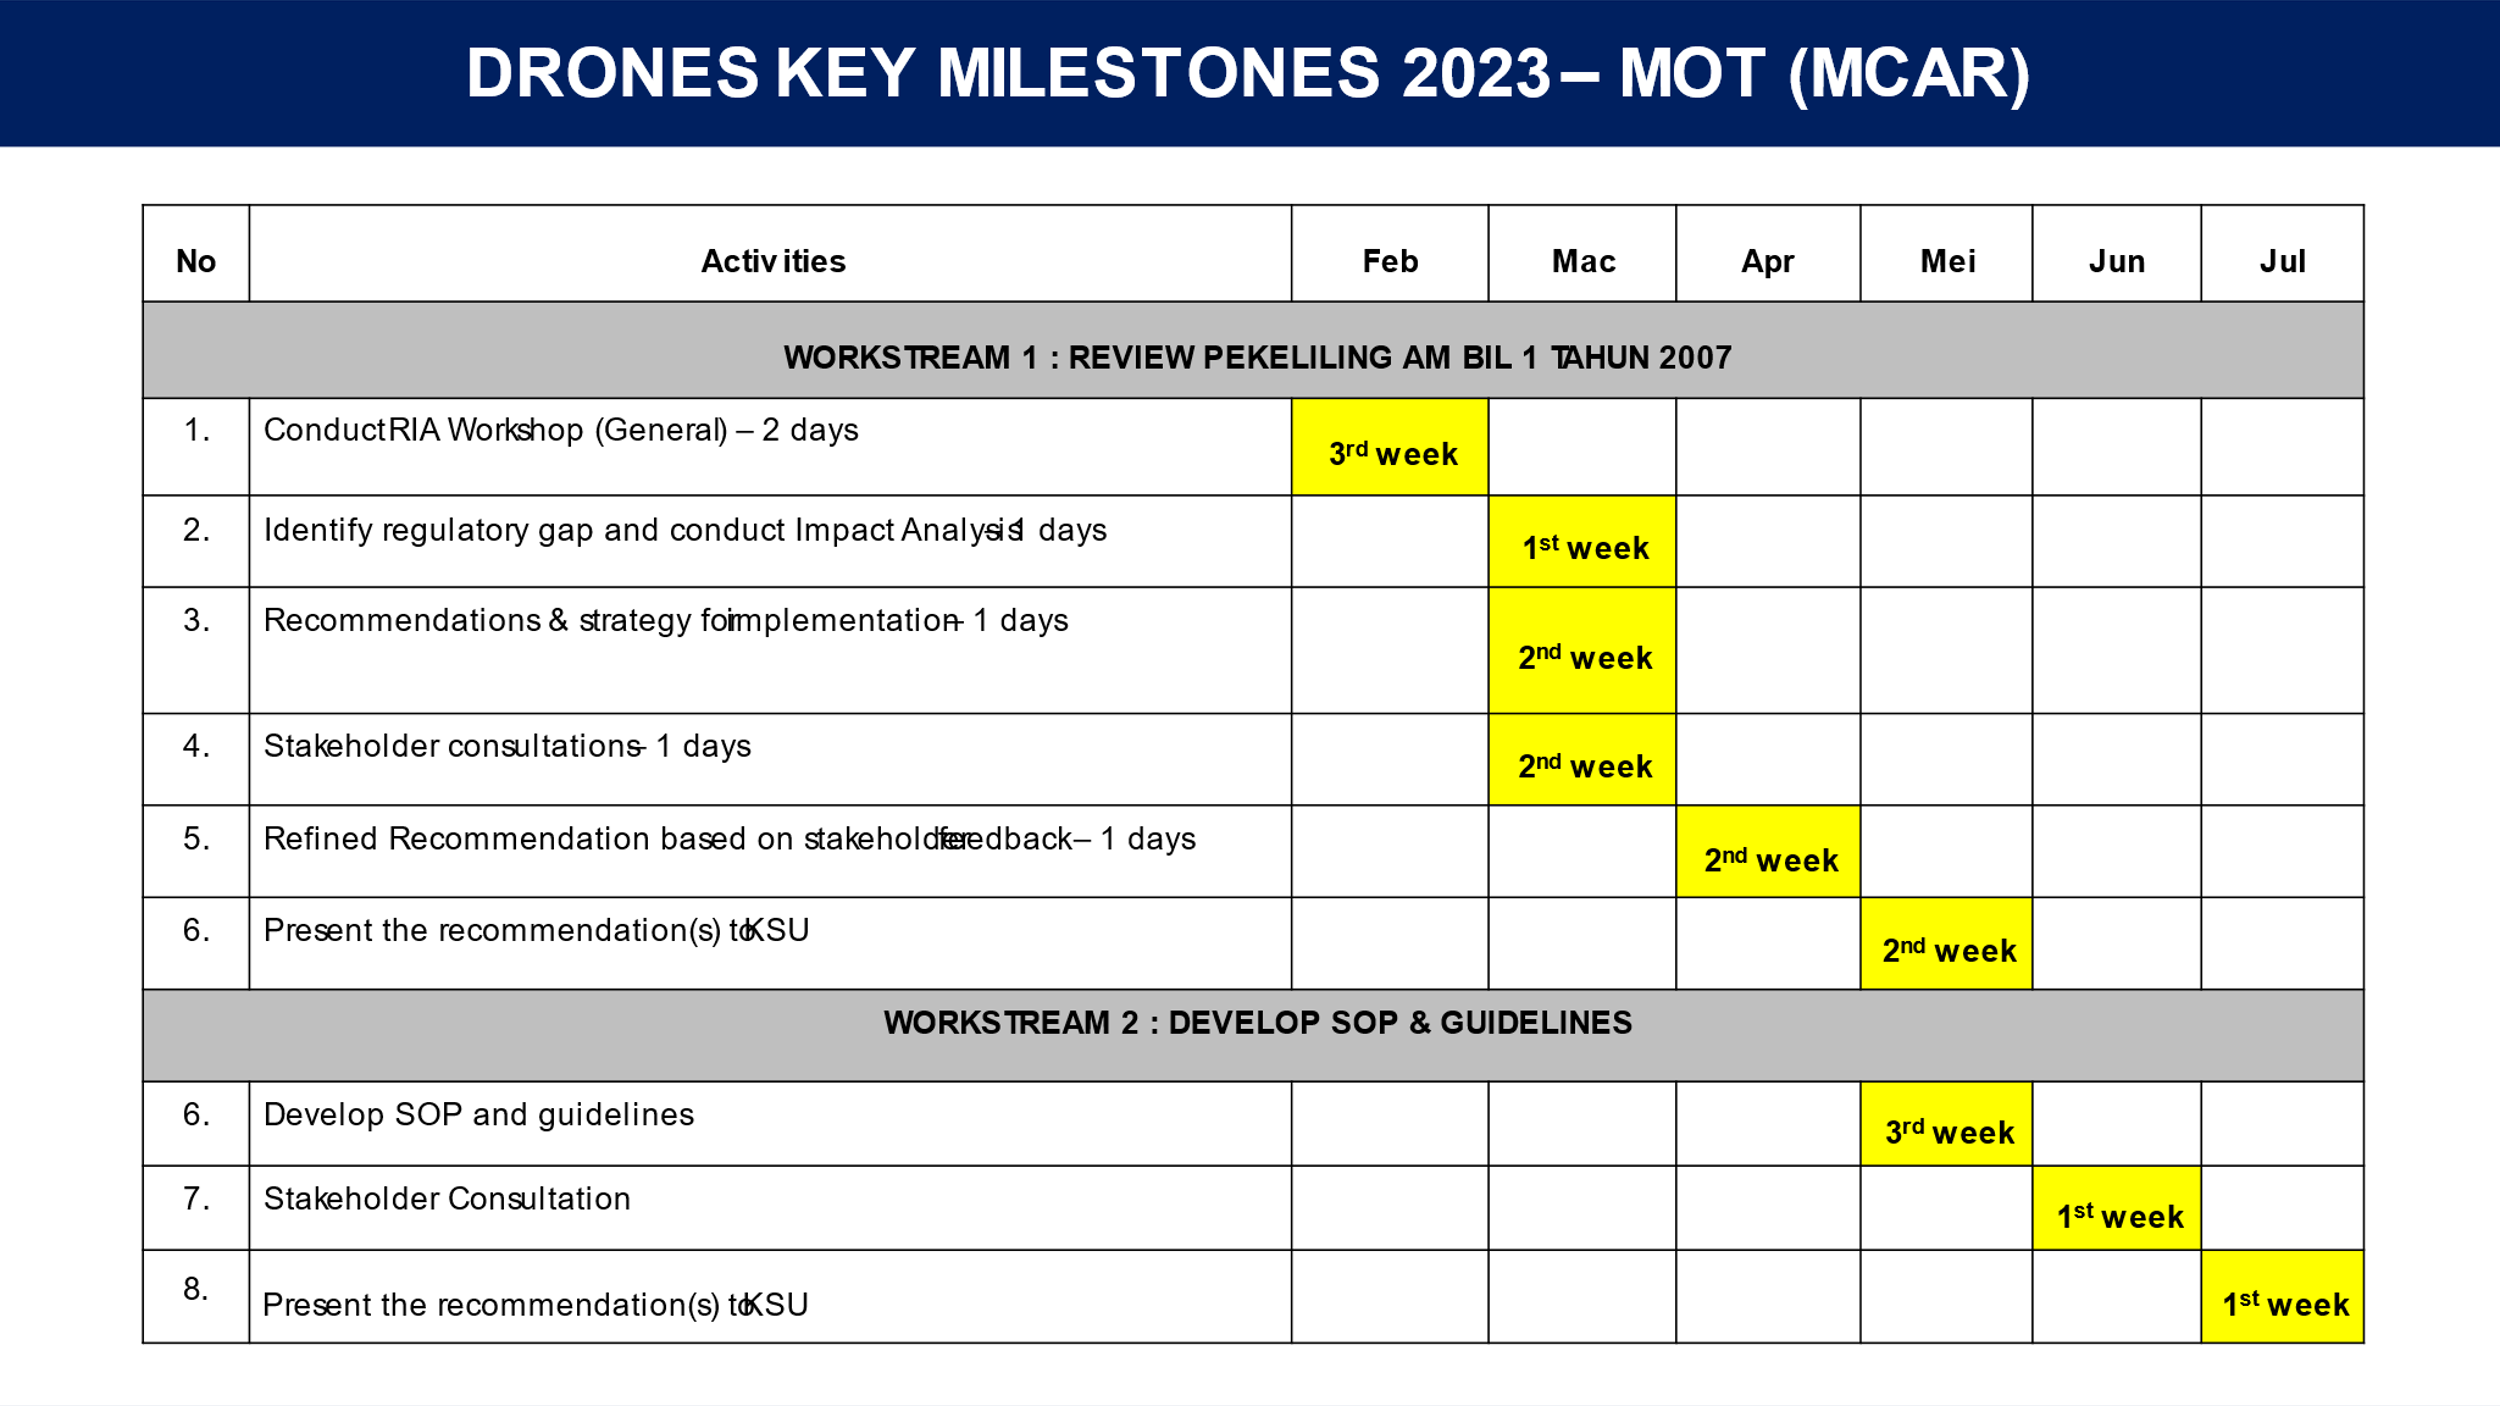 DRONES KEY MILESTONES 2023 – MOT (MCAR)
No Activities Feb Mac Apr Mei Jun Jul
WORKSTREAM 1 : REVIEW PEKELILING AM BIL 1 TAHUN 2007
1. Conduct RIA Workshop (General) – 2 days 3rd week
2. Identify regulatory gap and conduct Impact Analysis – 1 days 1st week
3. Recommendations & strategy for implementation – 1 days 2nd week
4. Stakeholder consultations – 1 days 2nd week
5. Refined Recommendation based on stakeholder feedback – 1 days 2nd week
6. Present the recommendation(s) to KSU 2nd week
WORKSTREAM 2 : DEVELOP SOP & GUIDELINES
6. Develop SOP and guidelines 3rd week
7. Stakeholder Consultation 1st week
8. Present the recommendation(s) to KSU 1st week